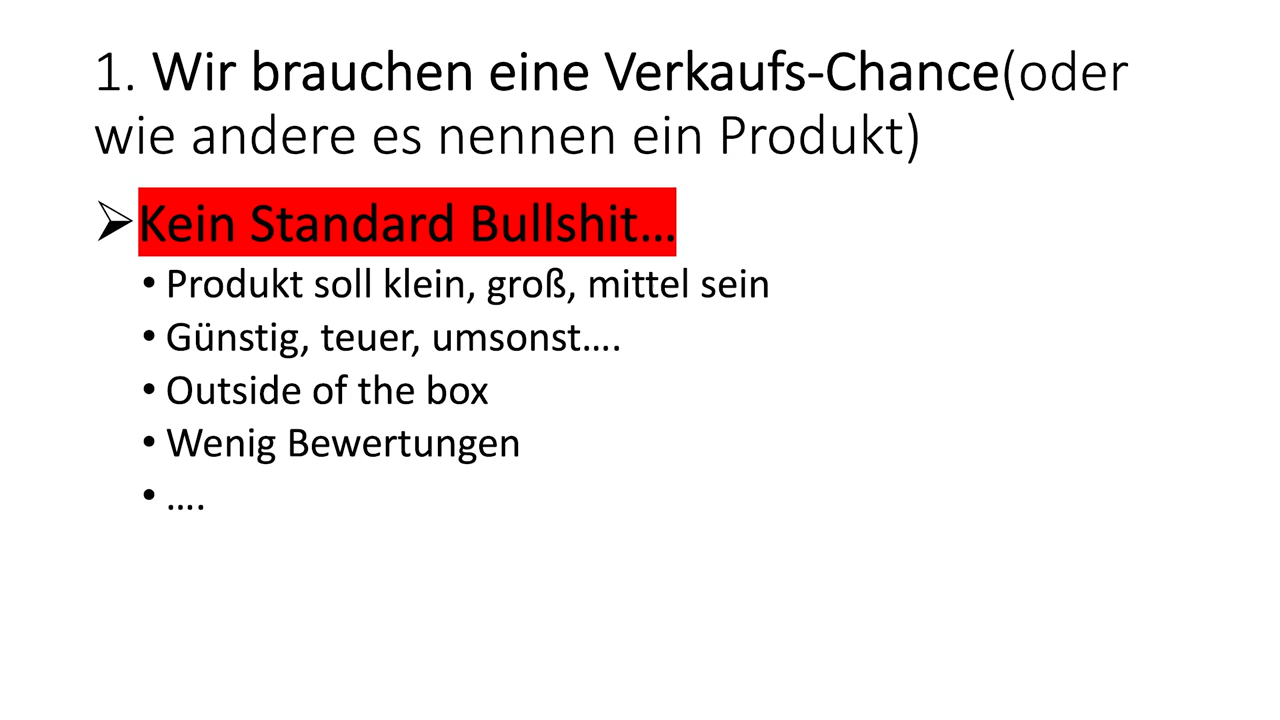 1. Wir brauchen eine Verkaufs-Chance(oder
wie andere es nennen ein Produkt)
➢Kein Standard Bullshit...
• Produkt soll klein, groß, mittel sein
• Günstig, teuer, umsonst....
• Outside of the box
• Wenig Bewertungen
• ....